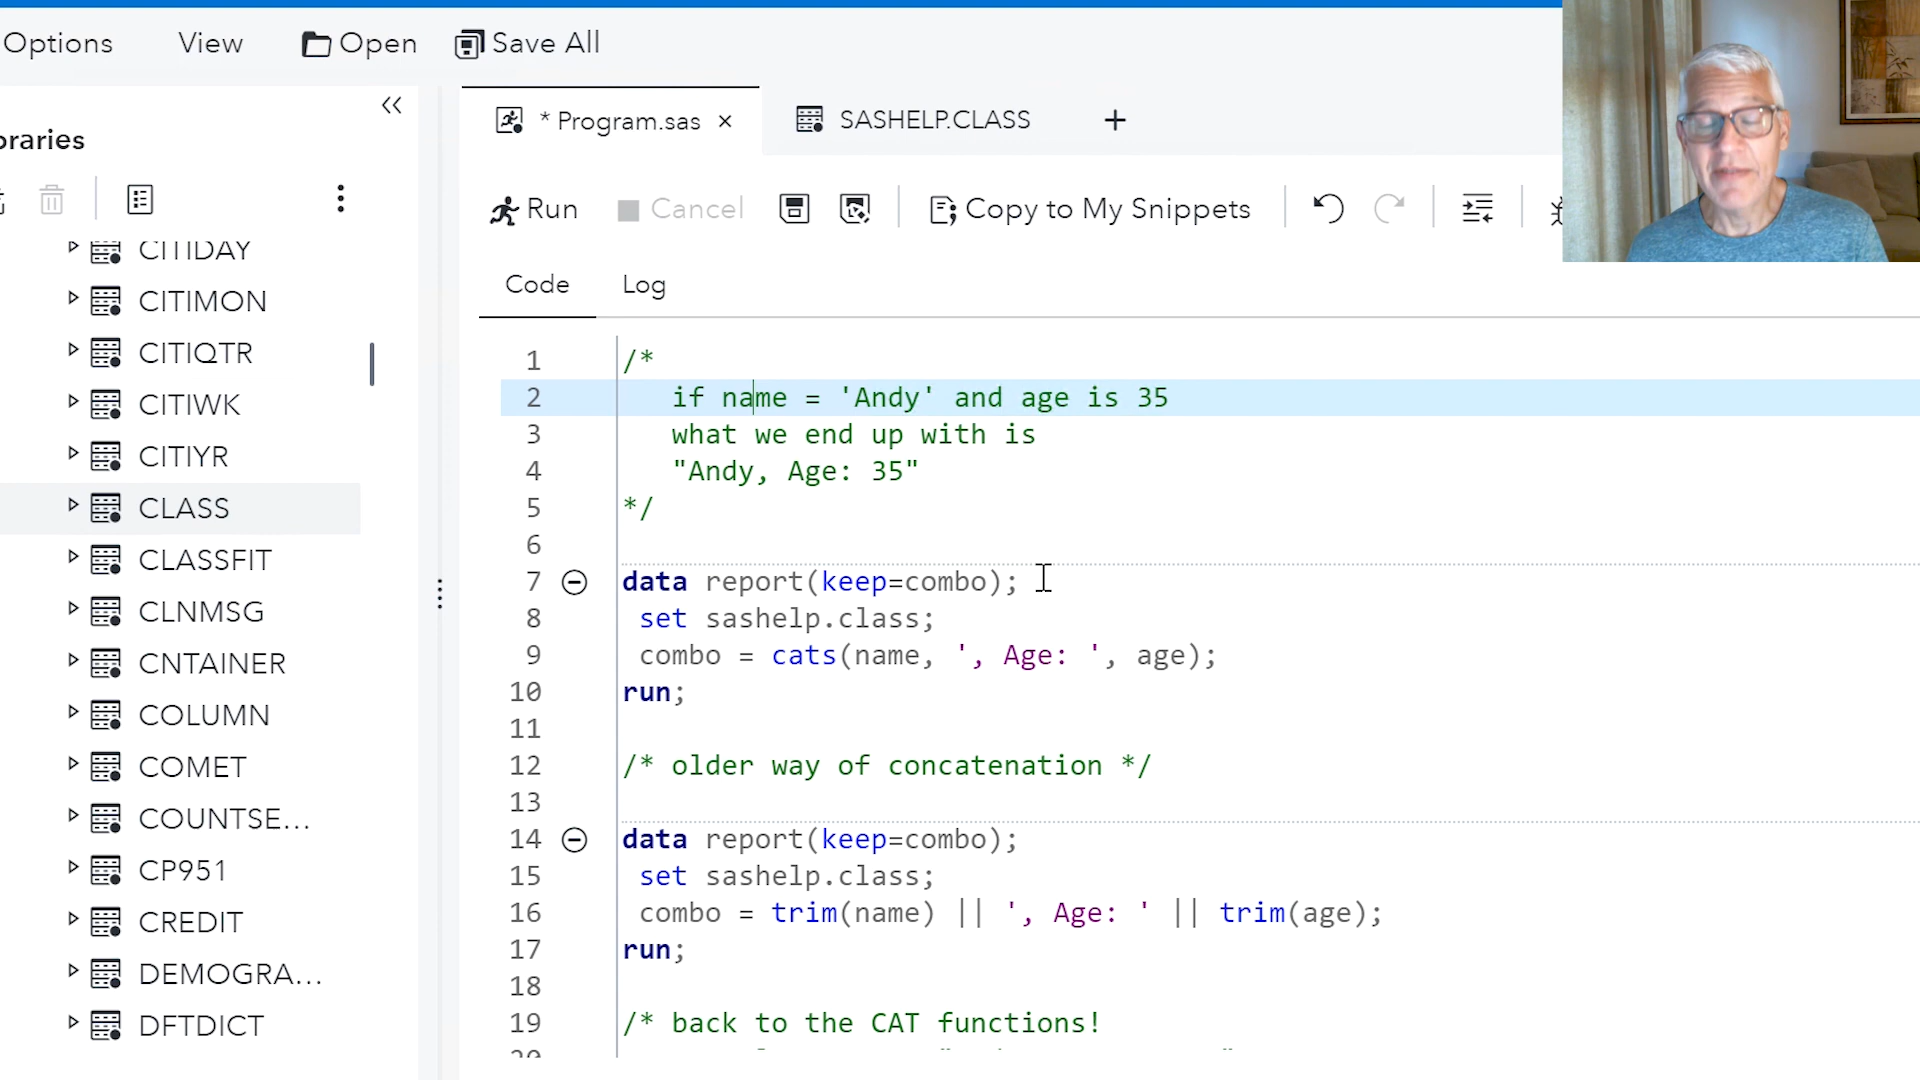 Options View Open Save All
braries
* Program.sas × SASHELP.CLASS +
Run Cancel Copy to My Snippets
Code Log
CITIDAY
CITIMON
CITIQTR
CITIWK
CITIYR
CLASS
CLASSFIT
CLNMSG
CNTAINER
COLUMN
COMET
COUNTSE...
CP951
CREDIT
DEMOGRA...
DFTDICT
1 /*
2 if name = 'Andy' and age is 35
3 what we end up with is
4 "Andy, Age: 35"
5 */
6
7 data report(keep=combo);
8 set sashelp.class;
9 combo = cats(name, ', Age: ', age);
10 run;
11
12 /* older way of concatenation */
13
14 data report(keep=combo);
15 set sashelp.class;
16 combo = trim(name) || ', Age: ' || trim(age);
17 run;
18
19 /* back to the CAT functions!